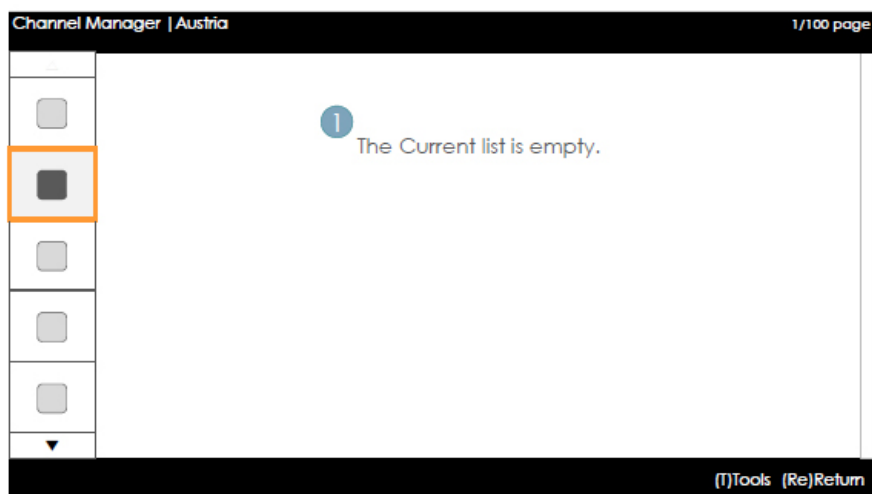 Channel Manager | Austria 1/100 page
1
The Current list is empty.
(T)Tools (Re)Return